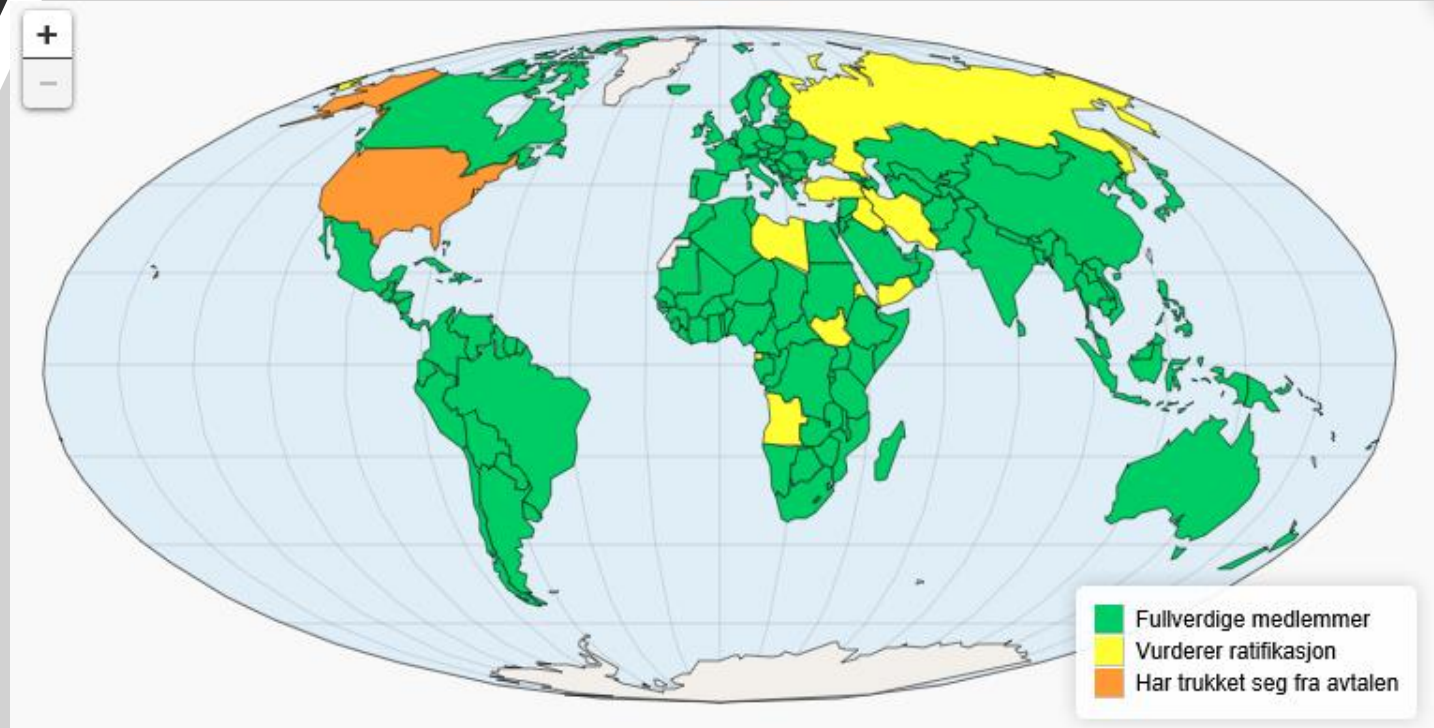 +
−
Fullverdige medlemmer
Vurderer ratifikasjon
Har trukket seg fra avtalen